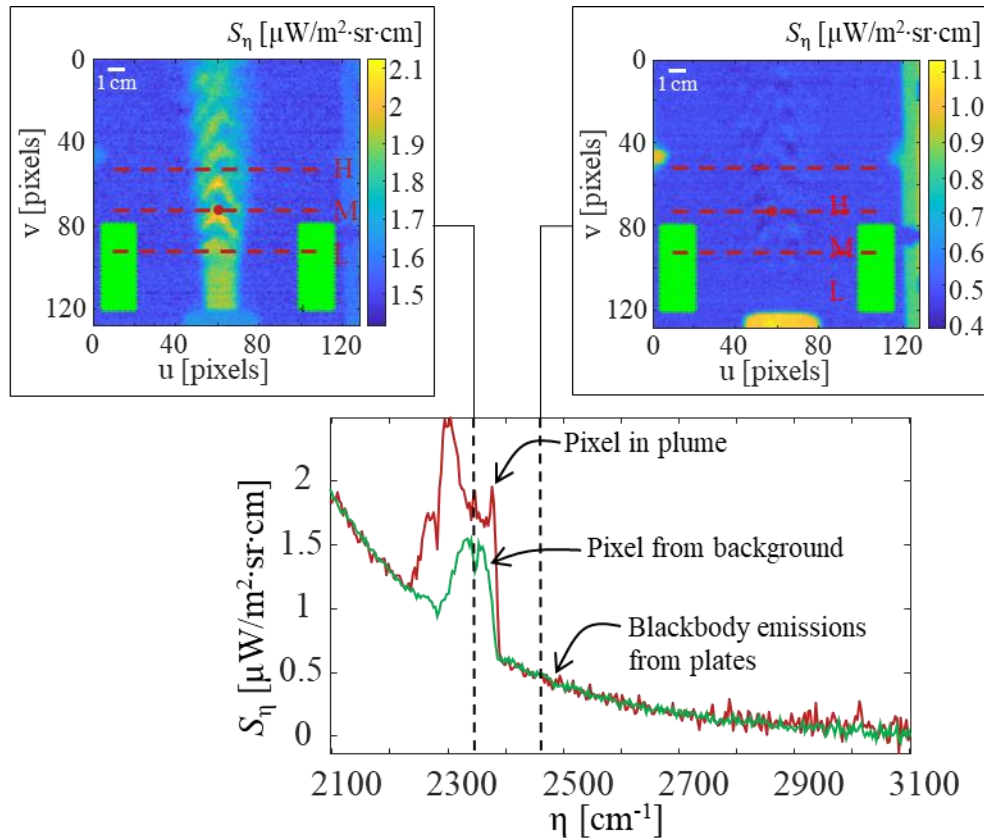 S_η [μW/m²·sr·cm]
0
1 cm
2.1
2
1.9
1.8
1.7
1.6
1.5
40
80
120
v [pixels]
H
M
L
0 40 80 120
u [pixels]
S_η [μW/m²·sr·cm]
0
1 cm
1.1
1.0
0.9
0.8
0.7
0.6
0.5
0.4
40
80
120
v [pixels]
H
M
L
0 40 80 120
u [pixels]
S_η [μW/m²·sr·cm]
2
1.5
1
0.5
0
Pixel in plume
Pixel from background
Blackbody emissions
from plates
2100 2300 2500 2700 2900 3100
η [cm⁻¹]